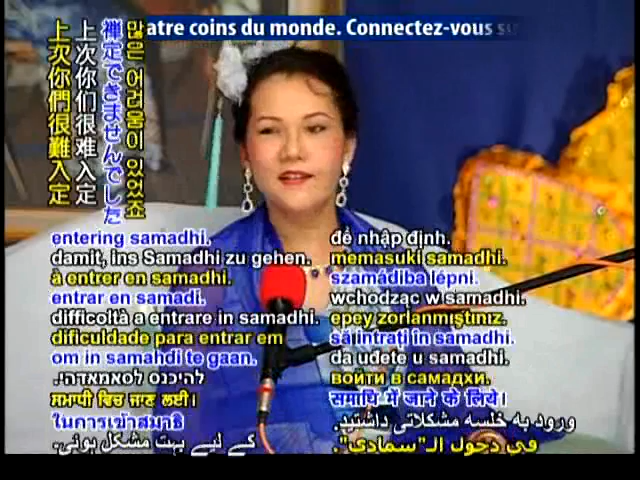 atre coins du monde. Connectez-vous su
많은 어려움이 있었죠
禅定できませんでした
上次你们很难入定
上次你們很難入定
entering samadhi.
damit, ins Samadhi zu gehen.
à entrer en samadhi.
entrar en samadi.
difficoltà a entrare in samadhi.
dificuldade para entrar em
om in samahdi te gaan.
להיכנס לסאמאדהי.
ਸਮਾਧੀ ਵਿਚ ਜਾਣ ਲਈ।
ในการเข้าสมาธิ
کے لیے بہت مشکل ہوئی.
để nhập định.
memasuki samadhi.
szamádiba lépni.
wchodząc w samadhi.
epey zorlanmıştınız.
să intraţi în samadhi.
da uđete u samadhi.
войти в самадхи.
समाधि में जाने के लिये।
ورود به خلسه مشکلاتی داشتید.
في دخول الـ"سمادي".